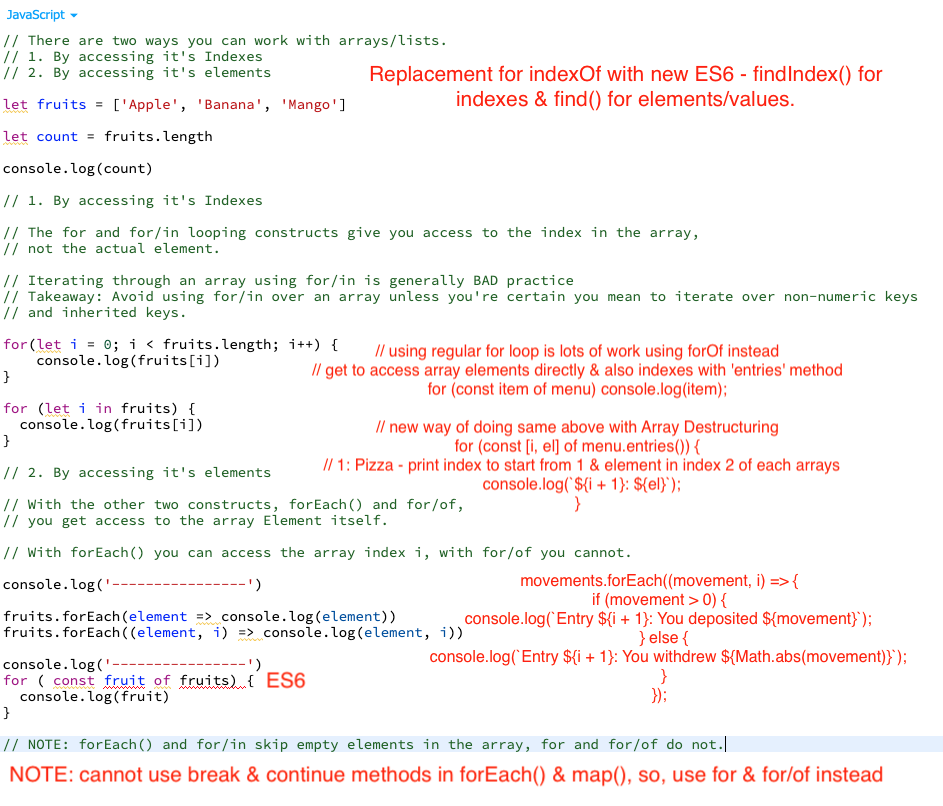 JavaScript
// There are two ways you can work with arrays/lists.
// 1. By accessing it's Indexes
// 2. By accessing it's elements
Replacement for indexOf with new ES6 - findIndex() for
indexes & find() for elements/values.
let fruits = ['Apple', 'Banana', 'Mango']
let count = fruits.length
console.log(count)
// 1. By accessing it's Indexes
// The for and for/in looping constructs give you access to the index in the array,
// not the actual element.
// Iterating through an array using for/in is generally BAD practice
// Takeaway: Avoid using for/in over an array unless you're certain you mean to iterate over non-numeric keys
// and inherited keys.
for(let i = 0; i < fruits.length; i++) {
    console.log(fruits[i])
}
// using regular for loop is lots of work using forOf instead
// get to access array elements directly & also indexes with 'entries' method
for (const item of menu) console.log(item);
for (let i in fruits) {
  console.log(fruits[i])
}
// new way of doing same above with Array Destructuring
for (const [i, el] of menu.entries()) {
// 1: Pizza - print index to start from 1 & element in index 2 of each arrays
console.log(`${i + 1}: ${el}`);
}
// 2. By accessing it's elements
// With the other two constructs, forEach() and for/of,
// you get access to the array Element itself.
// With forEach() you can access the array index i, with for/of you cannot.
console.log('----------------')
fruits.forEach(element => console.log(element))
fruits.forEach((element, i) => console.log(element, i))
movements.forEach((movement, i) => {
if (movement > 0) {
console.log(`Entry ${i + 1}: You deposited ${movement}`);
} else {
console.log(`Entry ${i + 1}: You withdrew ${Math.abs(movement)}`);
}
});
console.log('----------------')
for ( const fruit of fruits) { ES6
  console.log(fruit)
}
// NOTE: forEach() and for/in skip empty elements in the array, for and for/of do not.
NOTE: cannot use break & continue methods in forEach() & map(), so, use for & for/of instead